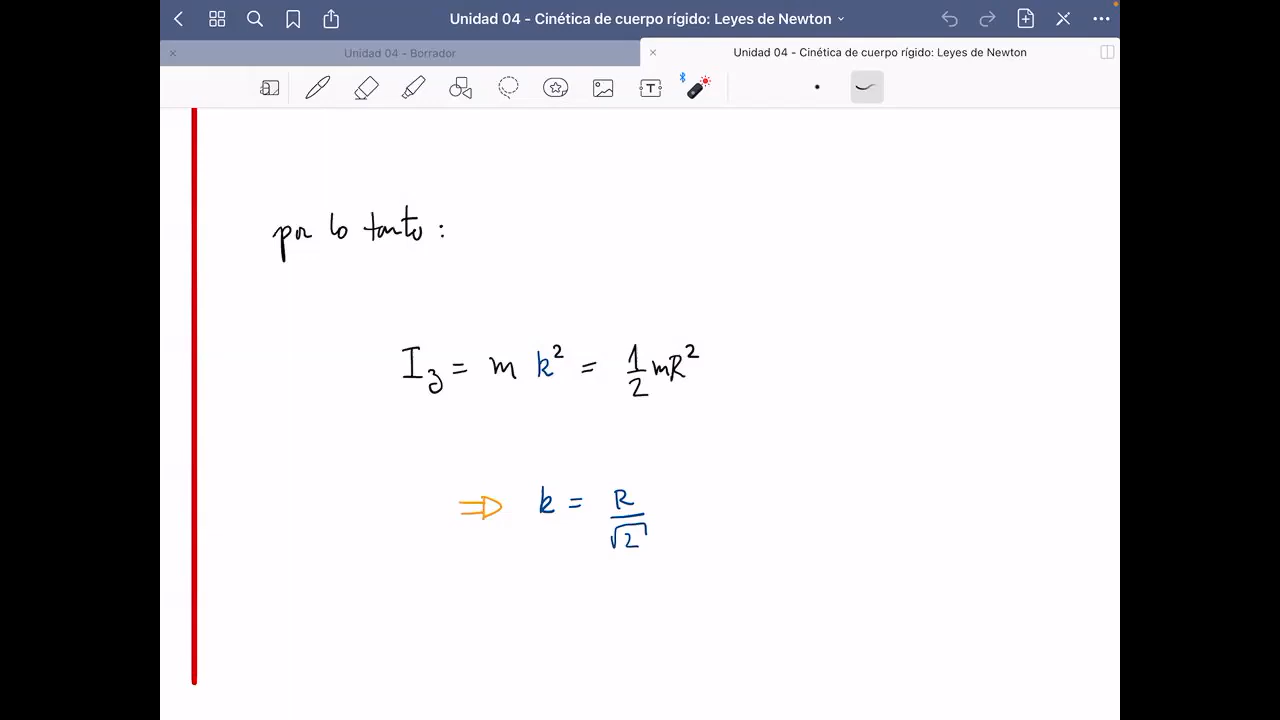 Unidad 04 - Cinética de cuerpo rígido: Leyes de Newton
Unidad 04 - Borrador
Unidad 04 - Cinética de cuerpo rígido: Leyes de Newton
T
por lo tanto:
I_z = m k² = 1/2 mR²
⇒ k = R/√2